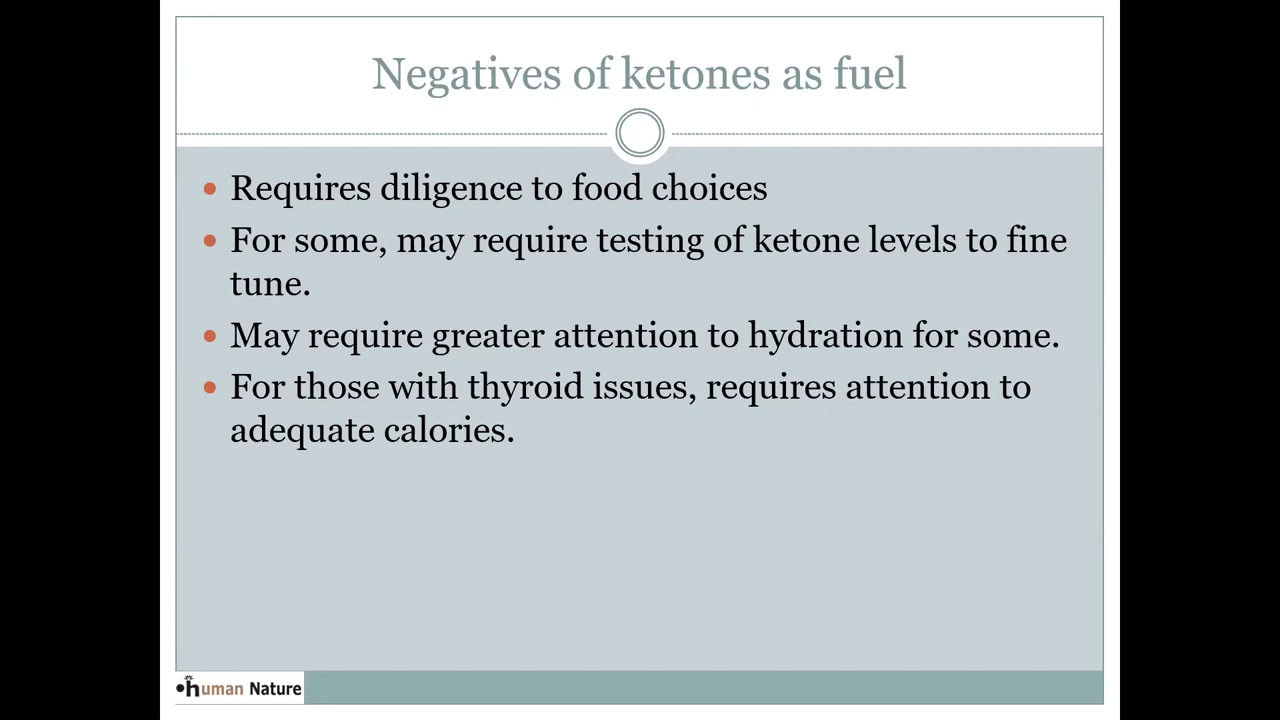 Negatives of ketones as fuel
• Requires diligence to food choices
• For some, may require testing of ketone levels to fine
tune.
• May require greater attention to hydration for some.
• For those with thyroid issues, requires attention to
adequate calories.
human Nature